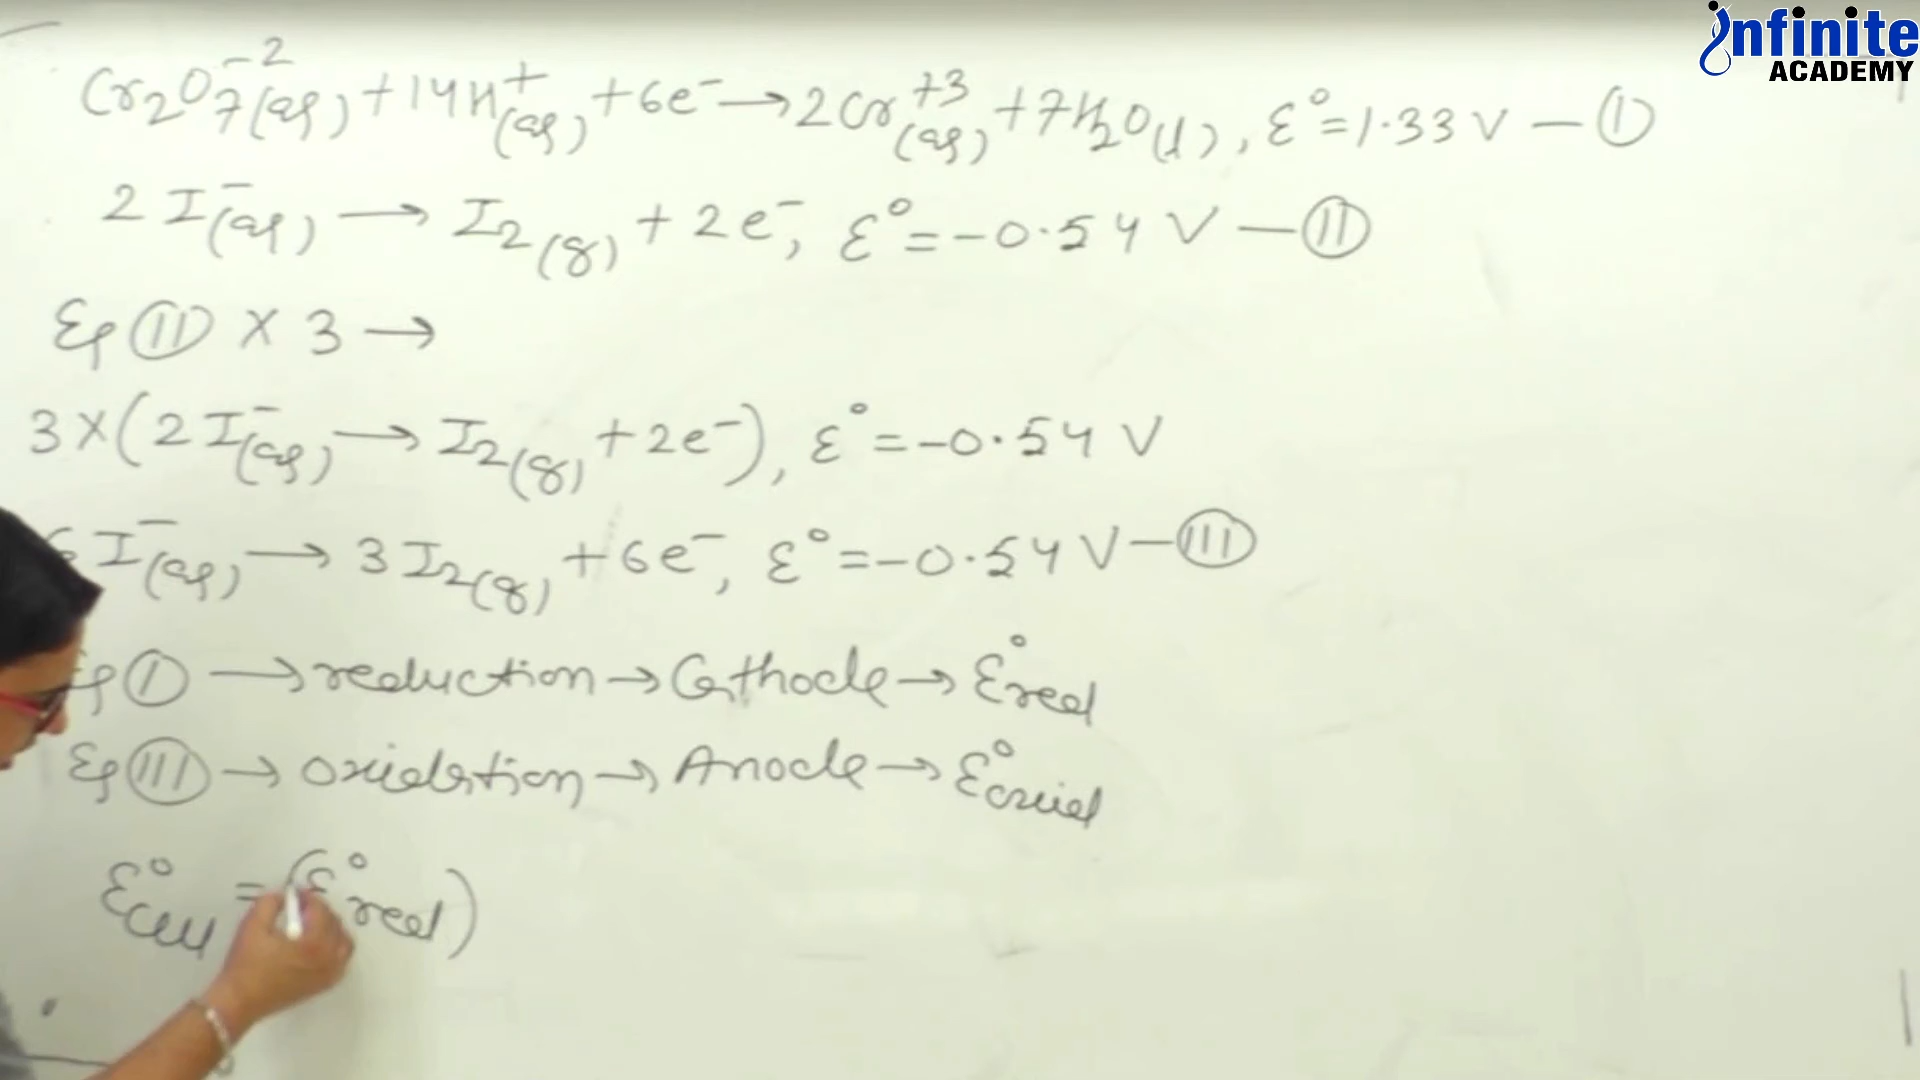 infinite
ACADEMY
Cr₂O₇⁻²(aq) + 14H⁺(aq) + 6e⁻ → 2Cr⁺³(aq) + 7H₂O(l), ε° = 1.33 V — Ⓘ
2I⁻(aq) → I₂(g) + 2e⁻, ε° = -0.54 V — (II)
Eq (II) × 3 →
3×(2I⁻(aq) → I₂(g) + 2e⁻), ε° = -0.54 V
6I⁻(aq) → 3I₂(g) + 6e⁻, ε° = -0.54 V — (III)
Eq Ⓘ → reduction → Cathode → ε°red
Eq (III) → oxidation → Anode → ε°oxid
ε°cell = (ε°red)